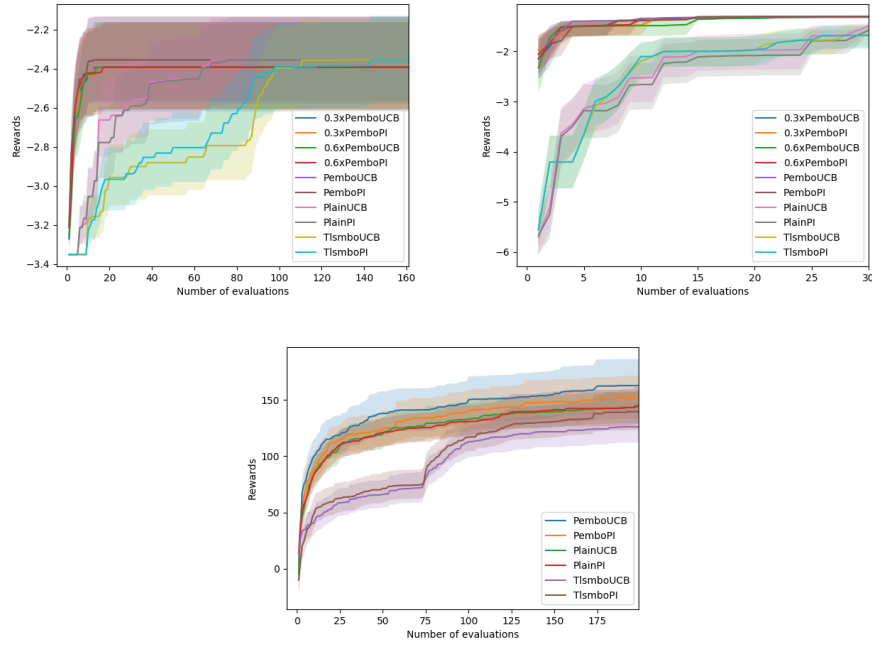 −2.2
−2.4
−2.6
−2.8
−3.0
−3.2
−3.4
Rewards
0 20 40 60 80 100 120 140 160
Number of evaluations
0.3xPemboUCB
0.3xPemboPI
0.6xPemboUCB
0.6xPemboPI
PemboUCB
PemboPI
PlainUCB
PlainPI
TlsmboUCB
TlsmboPI
−2
−3
−4
−5
−6
Rewards
0 5 10 15 20 25 30
Number of evaluations
0.3xPemboUCB
0.3xPemboPI
0.6xPemboUCB
0.6xPemboPI
PemboUCB
PemboPI
PlainUCB
PlainPI
TlsmboUCB
TlsmboPI
150
100
50
0
Rewards
0 25 50 75 100 125 150 175
Number of evaluations
PemboUCB
PemboPI
PlainUCB
PlainPI
TlsmboUCB
TlsmboPI